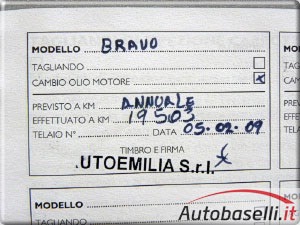 MODELLO BRAVO
TAGLIANDO
CAMBIO OLIO MOTORE x
PREVISTO A KM ANNUALE
EFFETTUATO A KM 19503
TELAIO N° DATA 05.02.09
TIMBRO E FIRMA
UTOEMILIA S.r.l.
MODELLO
TAGLIANDO
Autobaselli.it